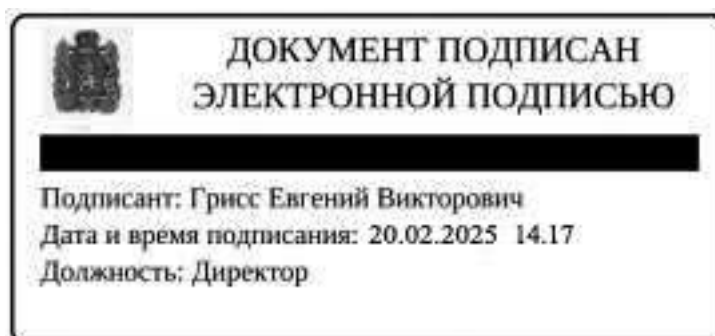 ДОКУМЕНТ ПОДПИСАН
ЭЛЕКТРОННОЙ ПОДПИСЬЮ
Подписант: Грисс Евгений Викторович
Дата и время подписания: 20.02.2025 14.17
Должность: Директор